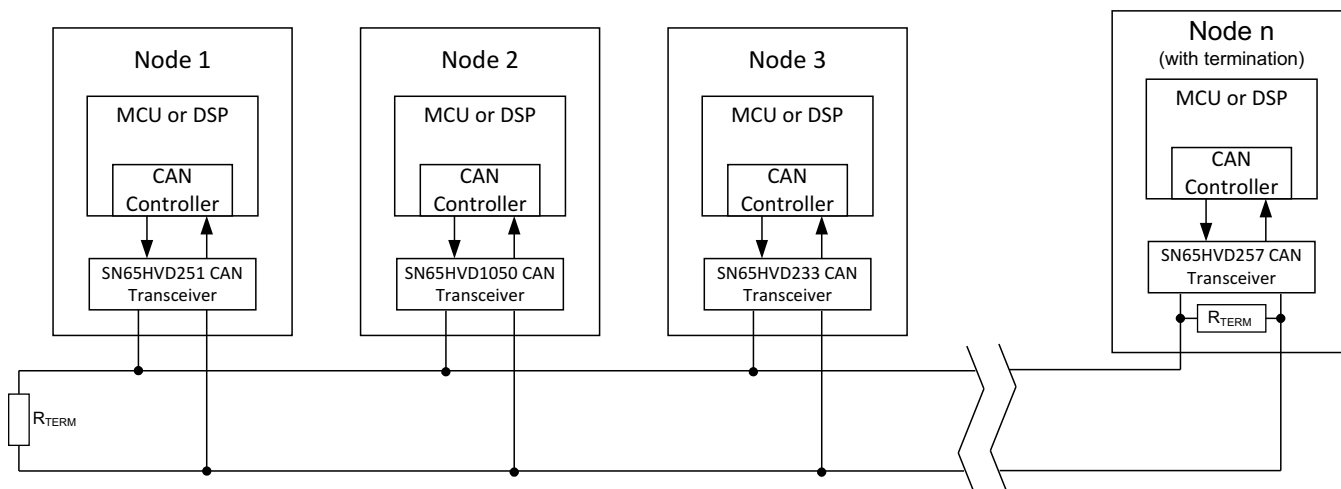 Node 1
MCU or DSP
CAN
Controller
SN65HVD251 CAN
Transceiver
Node 2
MCU or DSP
CAN
Controller
SN65HVD1050 CAN
Transceiver
Node 3
MCU or DSP
CAN
Controller
SN65HVD233 CAN
Transceiver
Node n
(with termination)
MCU or DSP
CAN
Controller
SN65HVD257 CAN
Transceiver
RTERM
RTERM